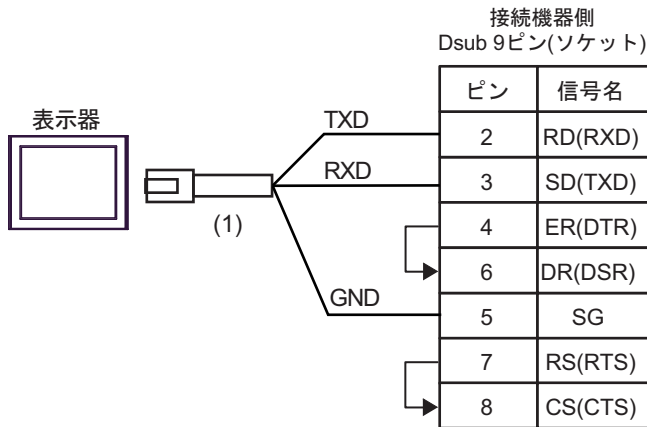 接続機器側
Dsub 9ピン(ソケット)
ピン 信号名
表示器
TXD
2 RD(RXD)
RXD
3 SD(TXD)
(1)
4 ER(DTR)
6 DR(DSR)
GND
5 SG
7 RS(RTS)
8 CS(CTS)